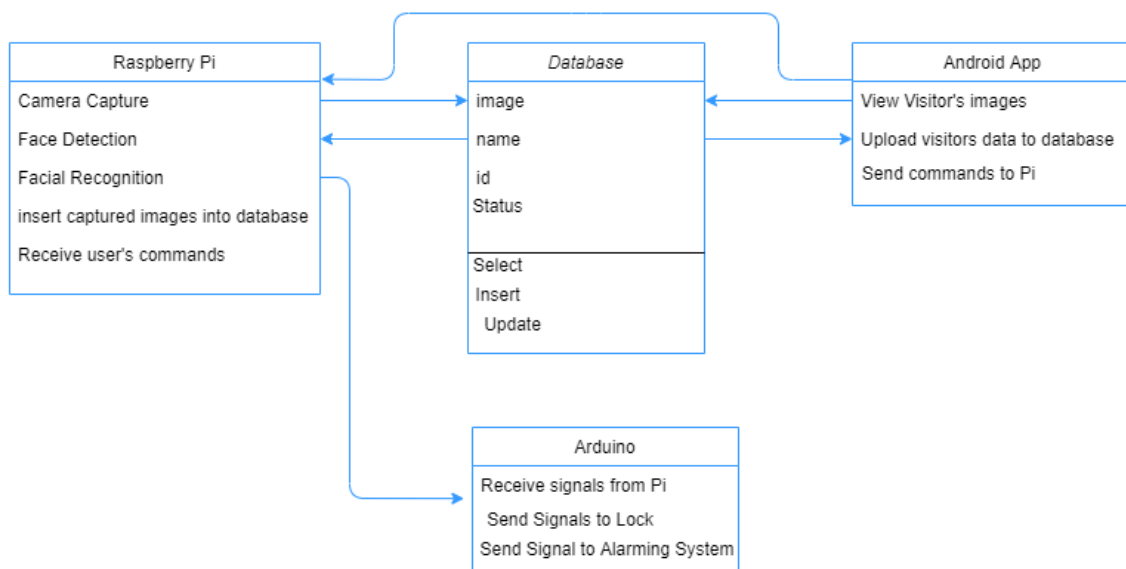 Raspberry Pi
Camera Capture
Face Detection
Facial Recognition
insert captured images into database
Receive user's commands
Database
image
name
id
Status
Select
Insert
Update
Android App
View Visitor's images
Upload visitors data to database
Send commands to Pi
Arduino
Receive signals from Pi
Send Signals to Lock
Send Signal to Alarming System